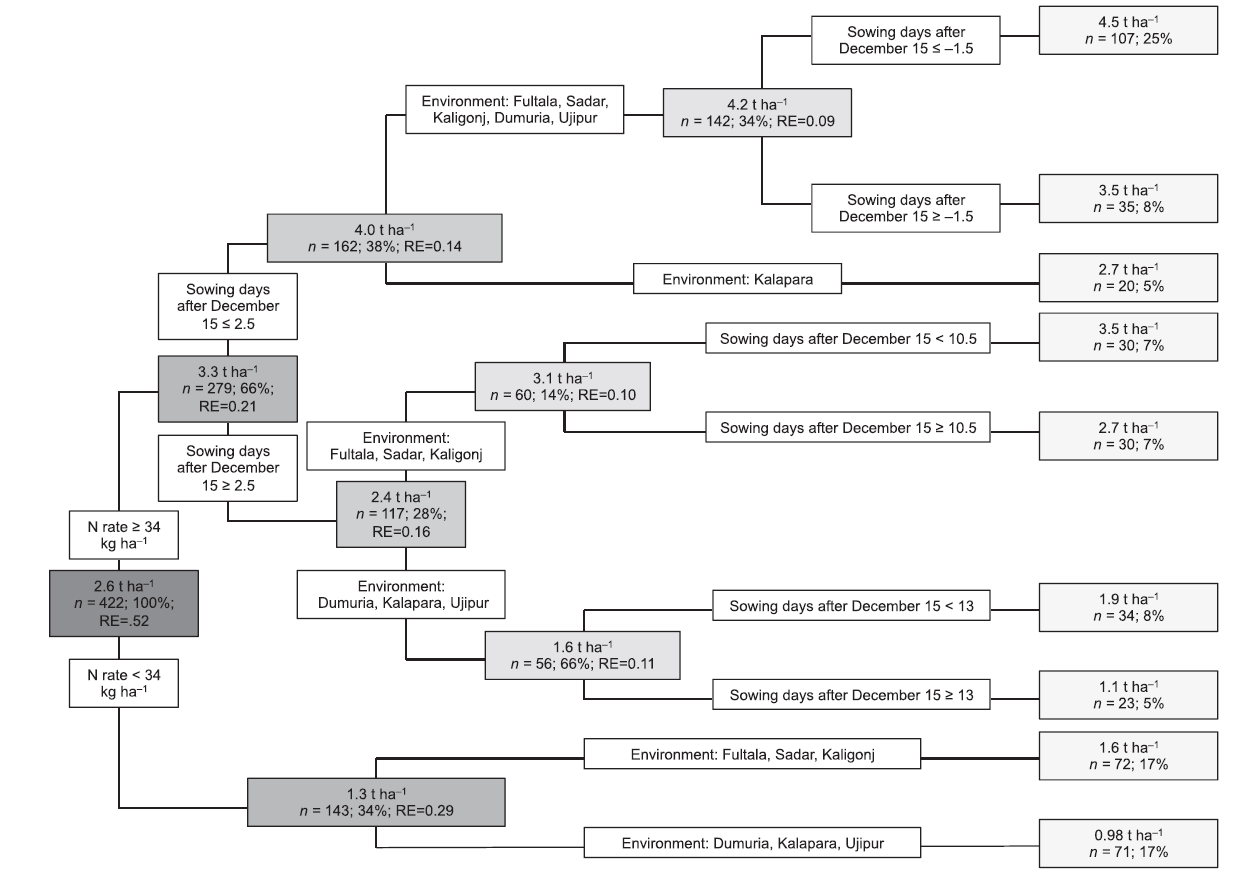 Sowing days after
December 15 ≤ –1.5
4.5 t ha⁻¹
n = 107; 25%
Environment: Fultala, Sadar,
Kaligonj, Dumuria, Ujipur
4.2 t ha⁻¹
n = 142; 34%; RE=0.09
Sowing days after
December 15 ≥ –1.5
3.5 t ha⁻¹
n = 35; 8%
4.0 t ha⁻¹
n = 162; 38%; RE=0.14
Environment: Kalapara
2.7 t ha⁻¹
n = 20; 5%
Sowing days
after December
15 ≤ 2.5
Sowing days after December 15 < 10.5
3.5 t ha⁻¹
n = 30; 7%
3.3 t ha⁻¹
n = 279; 66%;
RE=0.21
3.1 t ha⁻¹
n = 60; 14%; RE=0.10
Sowing days after December 15 ≥ 10.5
2.7 t ha⁻¹
n = 30; 7%
Sowing days
after December
15 ≥ 2.5
Environment:
Fultala, Sadar, Kaligonj
2.4 t ha⁻¹
n = 117; 28%;
RE=0.16
N rate ≥ 34
kg ha⁻¹
2.6 t ha⁻¹
n = 422; 100%;
RE=.52
Environment:
Dumuria, Kalapara, Ujipur
Sowing days after December 15 < 13
1.9 t ha⁻¹
n = 34; 8%
1.6 t ha⁻¹
n = 56; 66%; RE=0.11
N rate < 34
kg ha⁻¹
Sowing days after December 15 ≥ 13
1.1 t ha⁻¹
n = 23; 5%
Environment: Fultala, Sadar, Kaligonj
1.6 t ha⁻¹
n = 72; 17%
1.3 t ha⁻¹
n = 143; 34%; RE=0.29
Environment: Dumuria, Kalapara, Ujipur
0.98 t ha⁻¹
n = 71; 17%